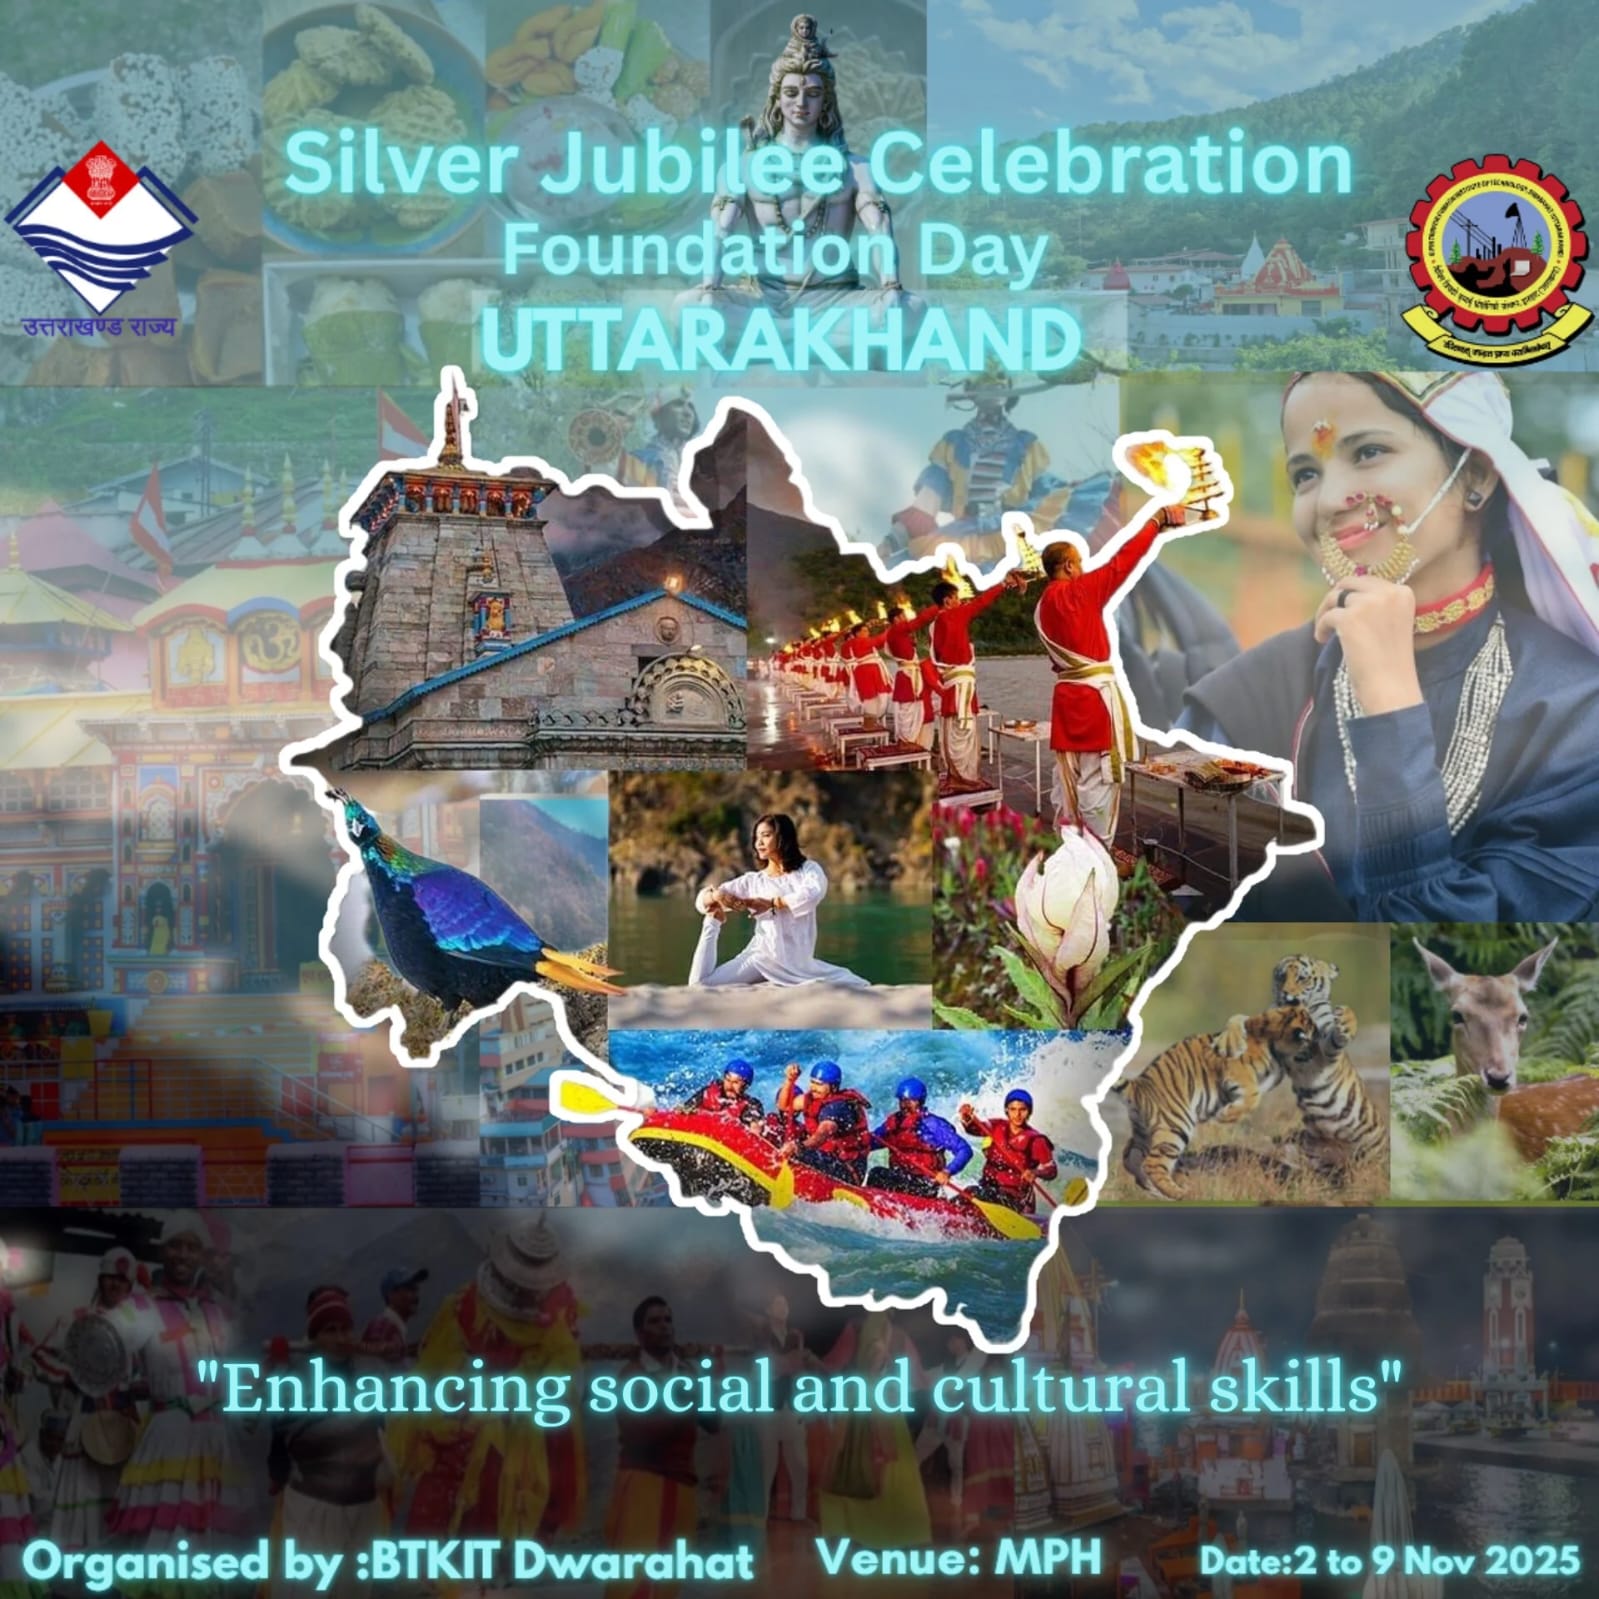 Silver Jubilee Celebration
Foundation Day
UTTARAKHAND
उत्तराखण्ड राज्य
"Enhancing social and cultural skills"
Organised by :BTKIT Dwarahat
Venue: MPH
Date:2 to 9 Nov 2025